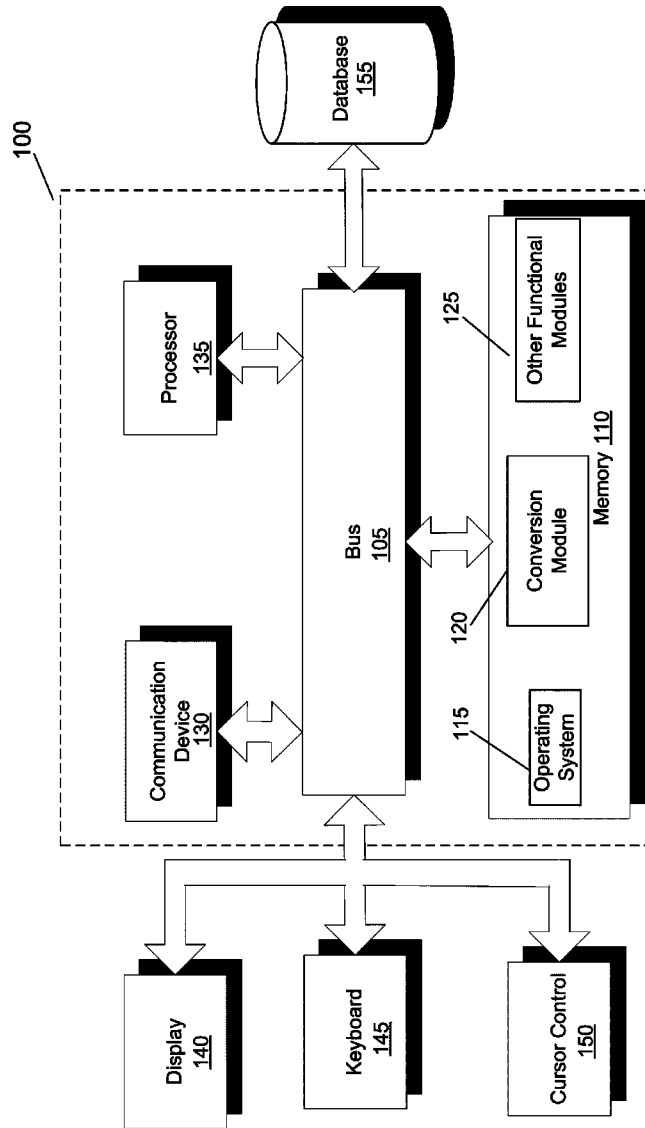 100
Display
140
Keyboard
145
Cursor Control
150
Communication
Device
130
Processor
135
Bus
105
Database
155
115
Operating
System
120
Conversion
Module
125
Other Functional
Modules
Memory 110